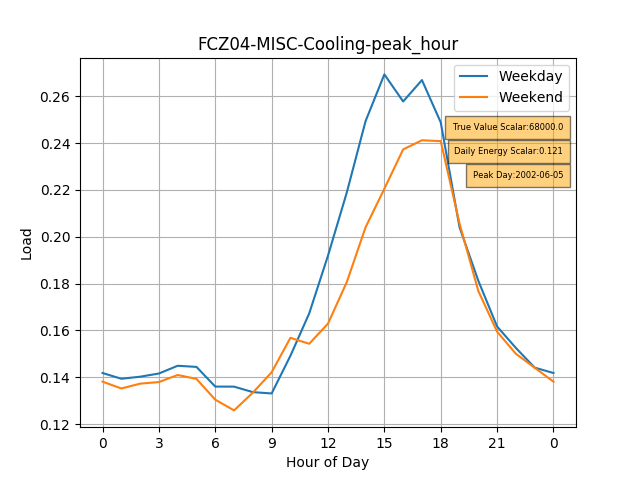 FCZ04-MISC-Cooling-peak_hour
Weekday
Weekend
True Value Scalar:68000.0
Daily Energy Scalar:0.121
Peak Day:2002-06-05
Load
0.26
0.24
0.22
0.20
0.18
0.16
0.14
0.12
0 3 6 9 12 15 18 21 0
Hour of Day